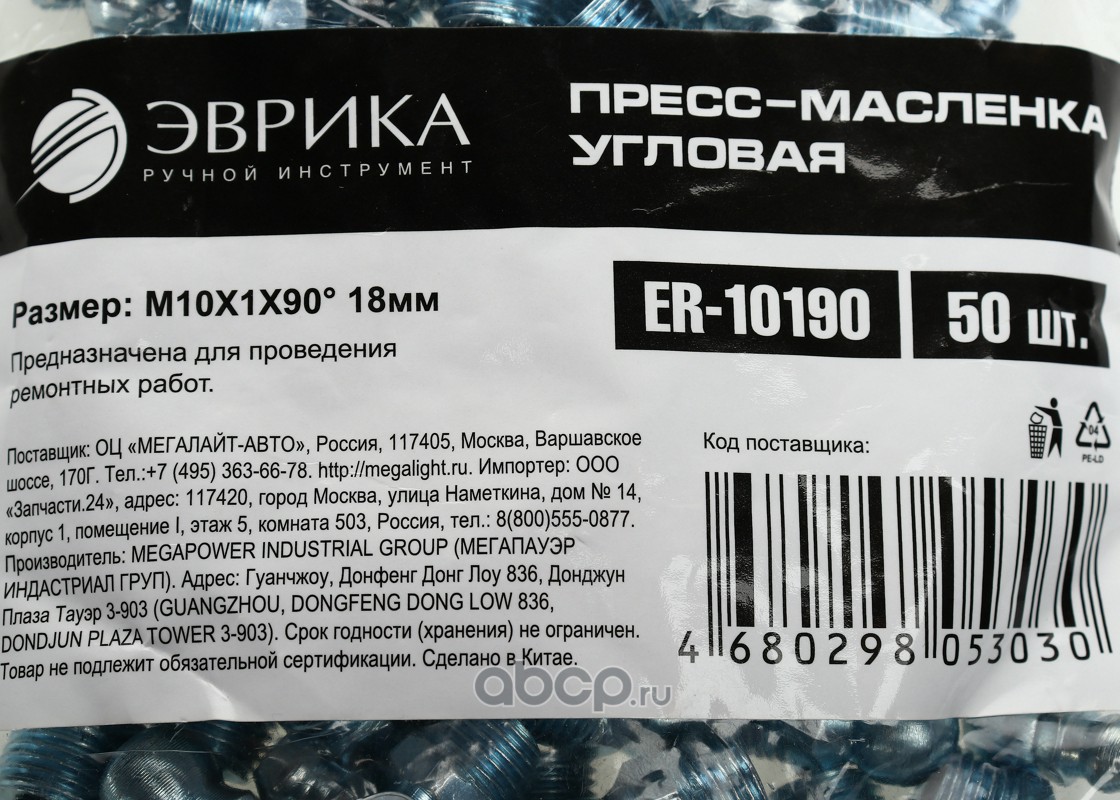 ЭВРИКА
РУЧНОЙ ИНСТРУМЕНТ
ПРЕСС-МАСЛЕНКА
УГЛОВАЯ
Размер: М10Х1Х90° 18мм
ER-10190
50 шт.
Предназначена для проведения
ремонтных работ.
Поставщик: ОЦ «МЕГАЛАЙТ-АВТО», Россия, 117405, Москва, Варшавское
шоссе, 170Г. Тел.:+7 (495) 363-66-78. http://megalight.ru. Импортер: ООО
«Запчасти.24», адрес: 117420, город Москва, улица Наметкина, дом № 14,
корпус 1, помещение I, этаж 5, комната 503, Россия, тел.: 8(800)555-0877.
Производитель: MEGAPOWER INDUSTRIAL GROUP (МЕГАПАУЭР
ИНДАСТРИАЛ ГРУП). Адрес: Гуанчжоу, Донфенг Донг Лоу 836, Донджун
Плаза Тауэр 3-903 (GUANGZHOU, DONGFENG DONG LOW 836,
DONDJUN PLAZA TOWER 3-903). Срок годности (хранения) не ограничен.
Товар не подлежит обязательной сертификации. Сделано в Китае.
Код поставщика:
04
PE-LD
4 680298 053030
abcp.ru